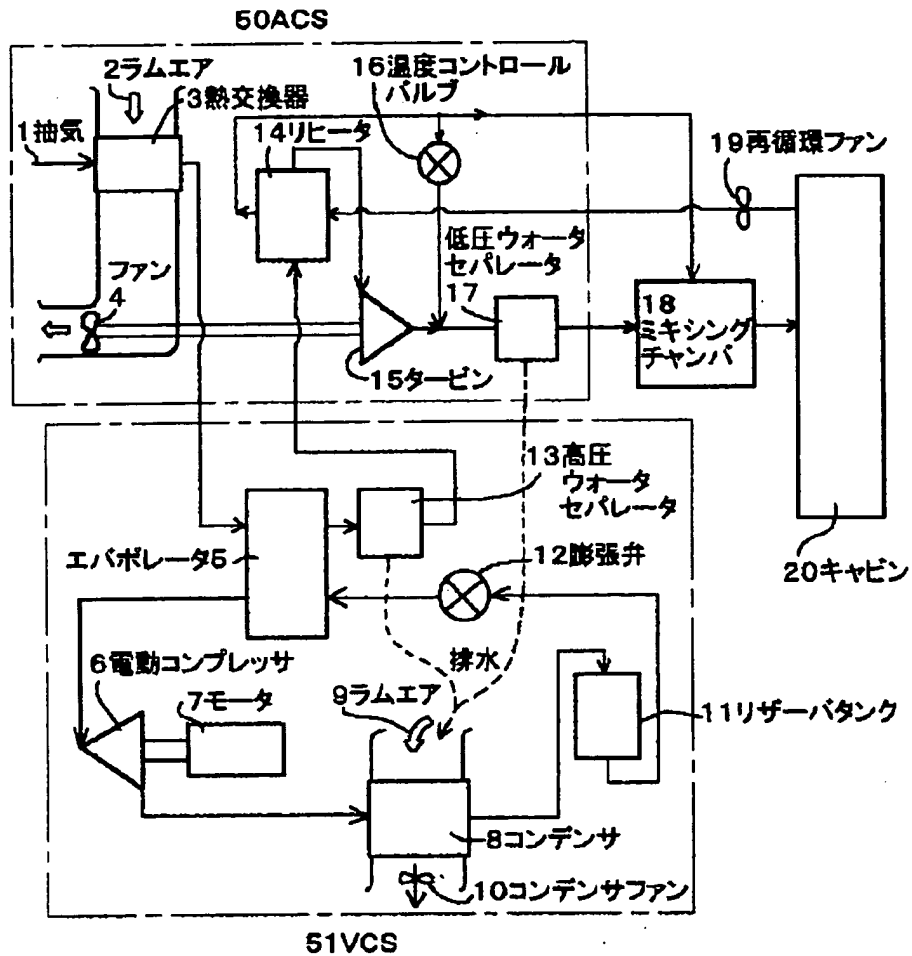 50ACS
2ラムエア
3熱交換器
1抽気
14リヒータ
16温度コントロール
バルブ
19再循環ファン
ファン
4
低圧ウォータ
セパレータ
17
15タービン
18
ミキシング
チャンバ
13高圧
ウォータ
セパレータ
エバポレータ5
12膨張弁
20キャビン
6電動コンプレッサ
7モータ
排水
9ラムエア
11リザーバタンク
8コンデンサ
10コンデンサファン
51VCS